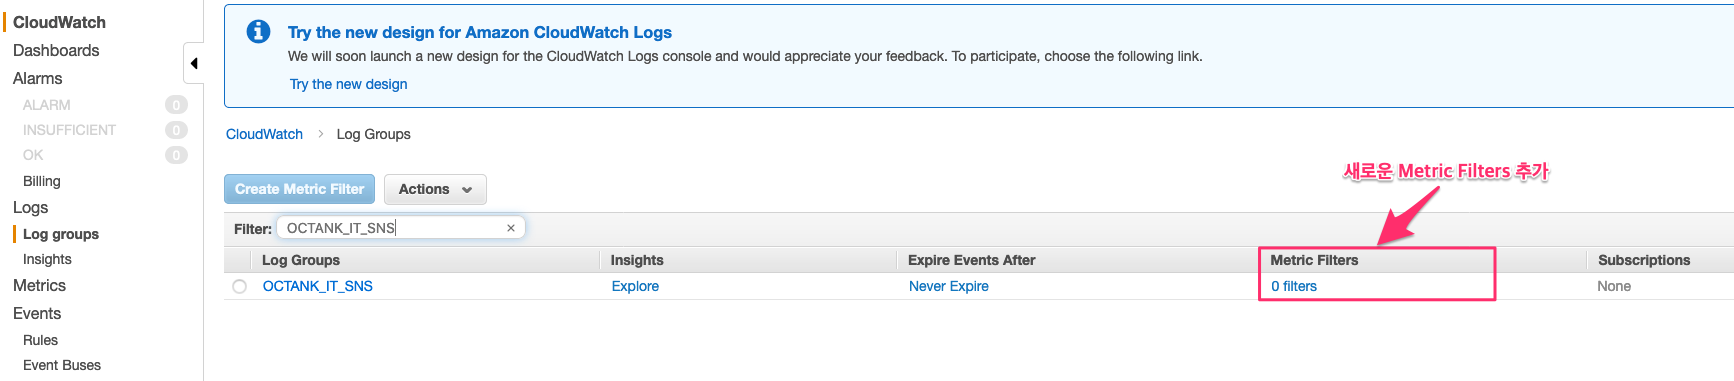 CloudWatch
Dashboards
Alarms
ALARM 0
INSUFFICIENT 0
OK 0
Billing
Logs
Log groups
Insights
Metrics
Events
Rules
Event Buses
Try the new design for Amazon CloudWatch Logs
We will soon launch a new design for the CloudWatch Logs console and would appreciate your feedback. To participate, choose the following link.
Try the new design
CloudWatch > Log Groups
새로운 Metric Filters 추가
Create Metric Filter Actions
Filter: OCTANK_IT_SNS ×
Log Groups Insights Expire Events After Metric Filters Subscriptions
OCTANK_IT_SNS Explore Never Expire 0 filters None